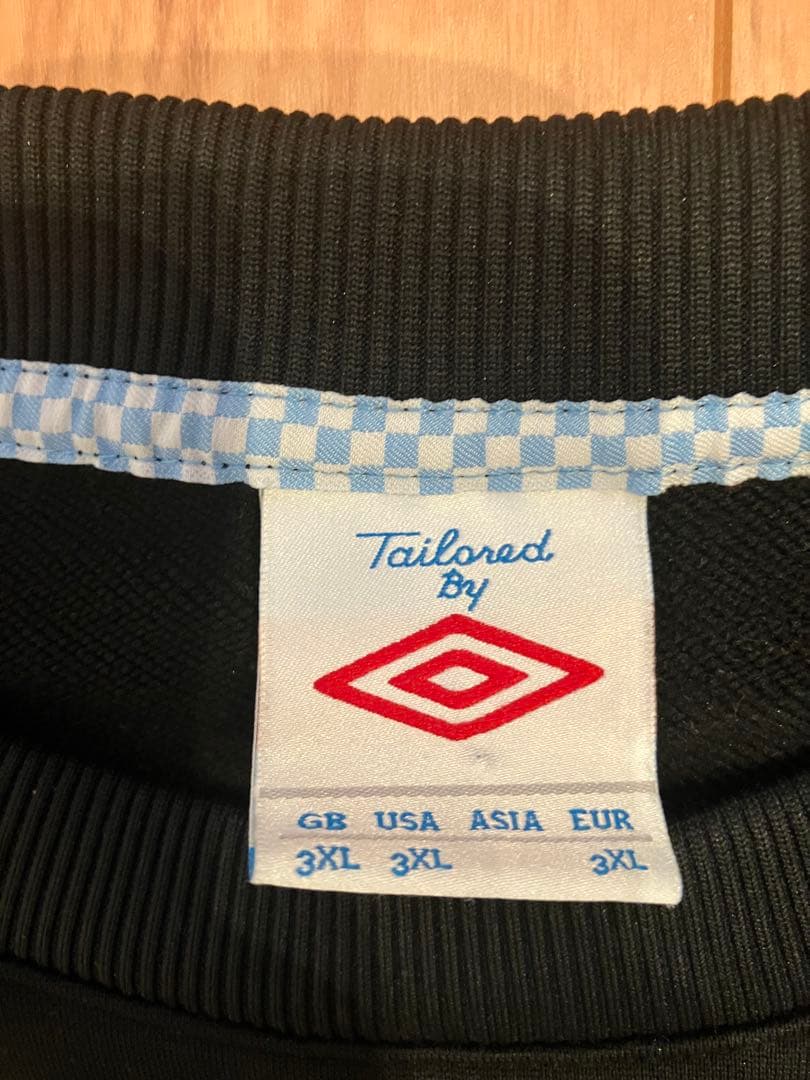 Tailored
By
GB USA ASIA EUR
3XL 3XL 3XL